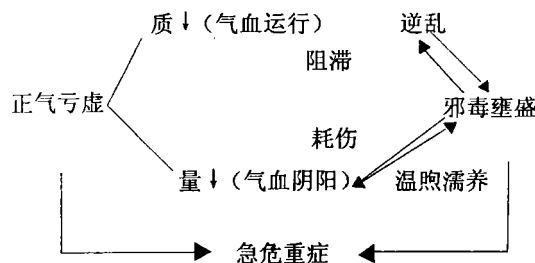 质↓（气血运行） 逆乱
阻滞
正气亏虚 邪毒壅盛
耗伤
量↓（气血阴阳） 温煦濡养
急危重症